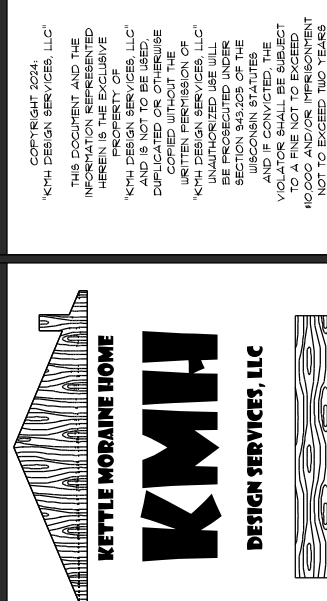 COPYRIGHT 2024.
"KMH DESIGN SERVICES, LLC"
THIS DOCUMENT AND THE
INFORMATION REPRESENTED
HEREIN IS THE EXCLUSIVE
PROPERTY OF
"KMH DESIGN SERVICES, LLC"
AND IS NOT TO BE USED,
DUPLICATED OR OTHERWISE
COPIED WITHOUT THE
WRITTEN PERMISSION OF
"KMH DESIGN SERVICES, LLC"
UNAUTHORIZED USE WILL
BE PROSECUTED UNDER
SECTION 943.205 OF THE
WISCONSIN STATUTES
AND IF CONVICTED, THE
VIOLATOR SHALL BE SUBJECT
TO A FINE NOT TO EXCEED
$10,000 AND/OR IMPRISONMENT
NOT TO EXCEED TWO YEARS
KETTLE MORAINE HOME
KMH
DESIGN SERVICES, LLC